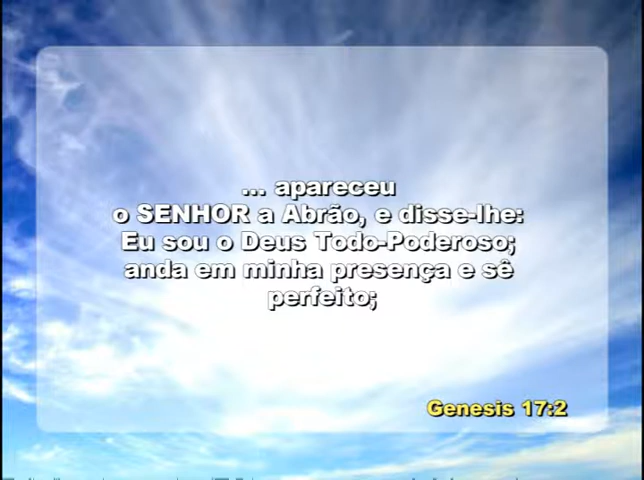 ... apareceu
o SENHOR a Abrão, e disse-lhe:
Eu sou o Deus Todo-Poderoso;
anda em minha presença e sê
perfeito;
Genesis 17:2